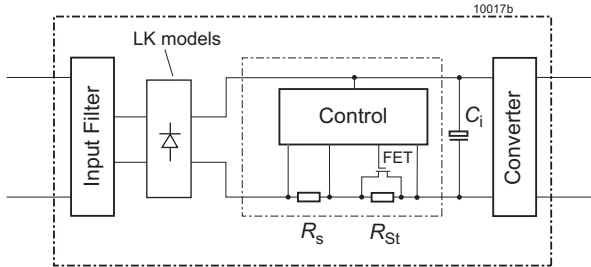 10017b
LK models
Input Filter
Control
FET
Ci
Converter
Rs
RSt